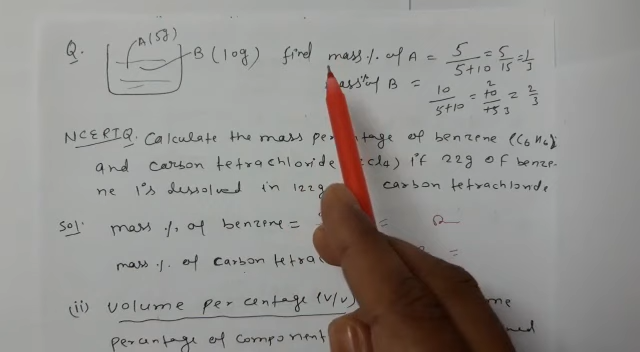 Q. A(5g) B (10g) find mass % of A = 5/5+10 = 5/15 = 1/3
mass % of B = 10/5+10 = 10/15 = 2/3
NCERT Q. Calculate the mass percentage of benzene (C6H6)
and carbon tetrachloride if 22g of benze-
ne is dissolved in 122g carbon tetrachloride
Sol: mass % of benzene = =
mass % of carbon =
(ii) Volume percentage (V/V)
percentage of component